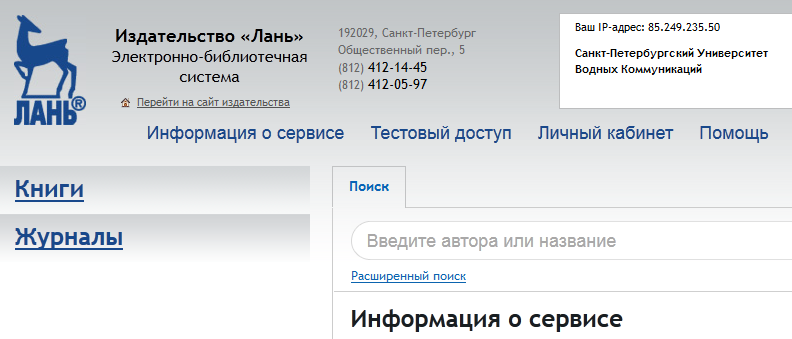 ЛАНЬ®
Издательство «Лань»
Электронно-библиотечная
система
Перейти на сайт издательства
192029, Санкт-Петербург
Общественный пер., 5
(812) 412-14-45
(812) 412-05-97
Ваш IP-адрес: 85.249.235.50
Санкт-Петербургский Университет
Водных Коммуникаций
Информация о сервисе Тестовый доступ Личный кабинет Помощь
Книги
Журналы
Поиск
Введите автора или название
Расширенный поиск
Информация о сервисе